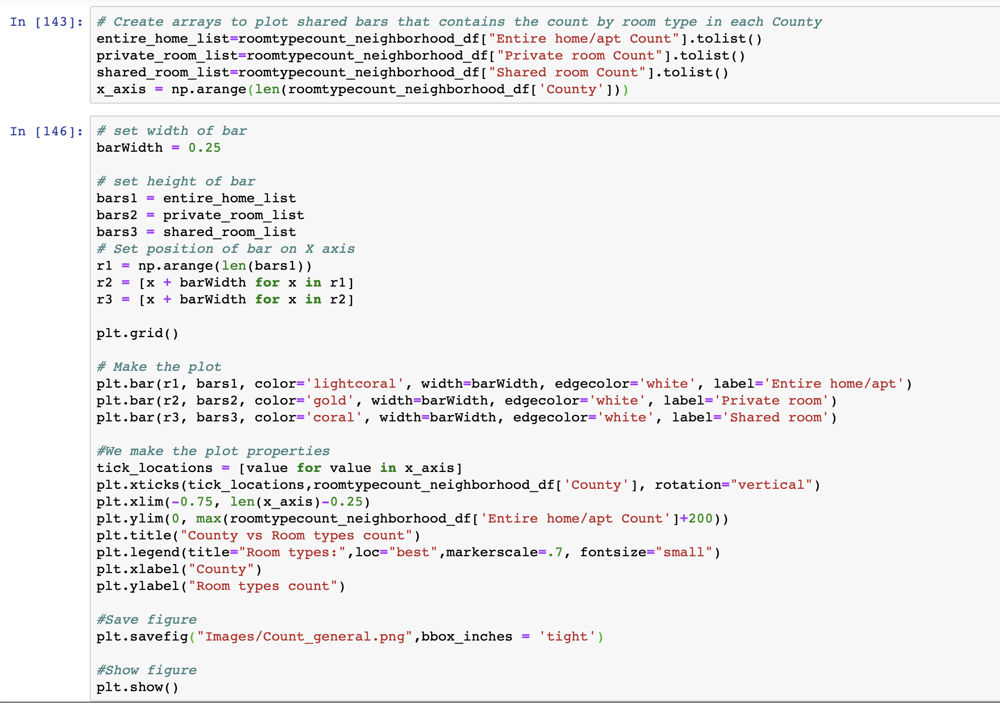 In [143]:
# Create arrays to plot shared bars that contains the count by room type in each County
entire_home_list=roomtypecount_neighborhood_df["Entire home/apt Count"].tolist()
private_room_list=roomtypecount_neighborhood_df["Private room Count"].tolist()
shared_room_list=roomtypecount_neighborhood_df["Shared room Count"].tolist()
x_axis = np.arange(len(roomtypecount_neighborhood_df['County']))
In [146]:
# set width of bar
barWidth = 0.25
# set height of bar
bars1 = entire_home_list
bars2 = private_room_list
bars3 = shared_room_list
# Set position of bar on X axis
r1 = np.arange(len(bars1))
r2 = [x + barWidth for x in r1]
r3 = [x + barWidth for x in r2]
plt.grid()
# Make the plot
plt.bar(r1, bars1, color='lightcoral', width=barWidth, edgecolor='white', label='Entire home/apt')
plt.bar(r2, bars2, color='gold', width=barWidth, edgecolor='white', label='Private room')
plt.bar(r3, bars3, color='coral', width=barWidth, edgecolor='white', label='Shared room')
#We make the plot properties
tick_locations = [value for value in x_axis]
plt.xticks(tick_locations,roomtypecount_neighborhood_df['County'], rotation="vertical")
plt.xlim(-0.75, len(x_axis)-0.25)
plt.ylim(0, max(roomtypecount_neighborhood_df['Entire home/apt Count']+200))
plt.title("County vs Room types count")
plt.legend(title="Room types:",loc="best",markerscale=.7, fontsize="small")
plt.xlabel("County")
plt.ylabel("Room types count")
#Save figure
plt.savefig("Images/Count_general.png",bbox_inches = 'tight')
#Show figure
plt.show()